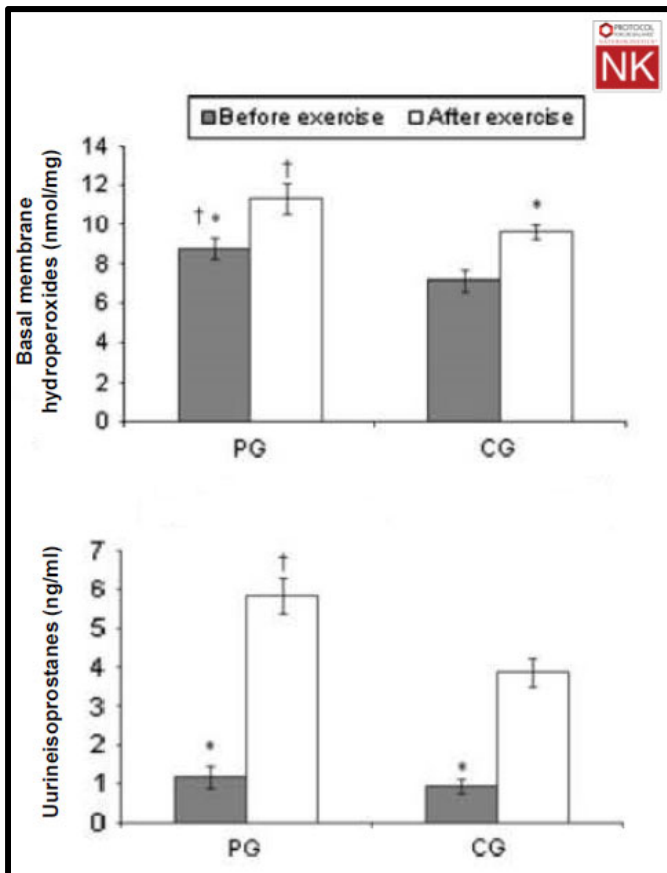 PROTOCOL
NK
Before exercise After exercise
Basal membrane
hydroperoxides (nmol/mg)
14
12
10
8
6
4
2
0
† *
†
*
PG CG
Uurineisoprostanes (ng/ml)
7
6
5
4
3
2
1
0
*
†
*
PG CG